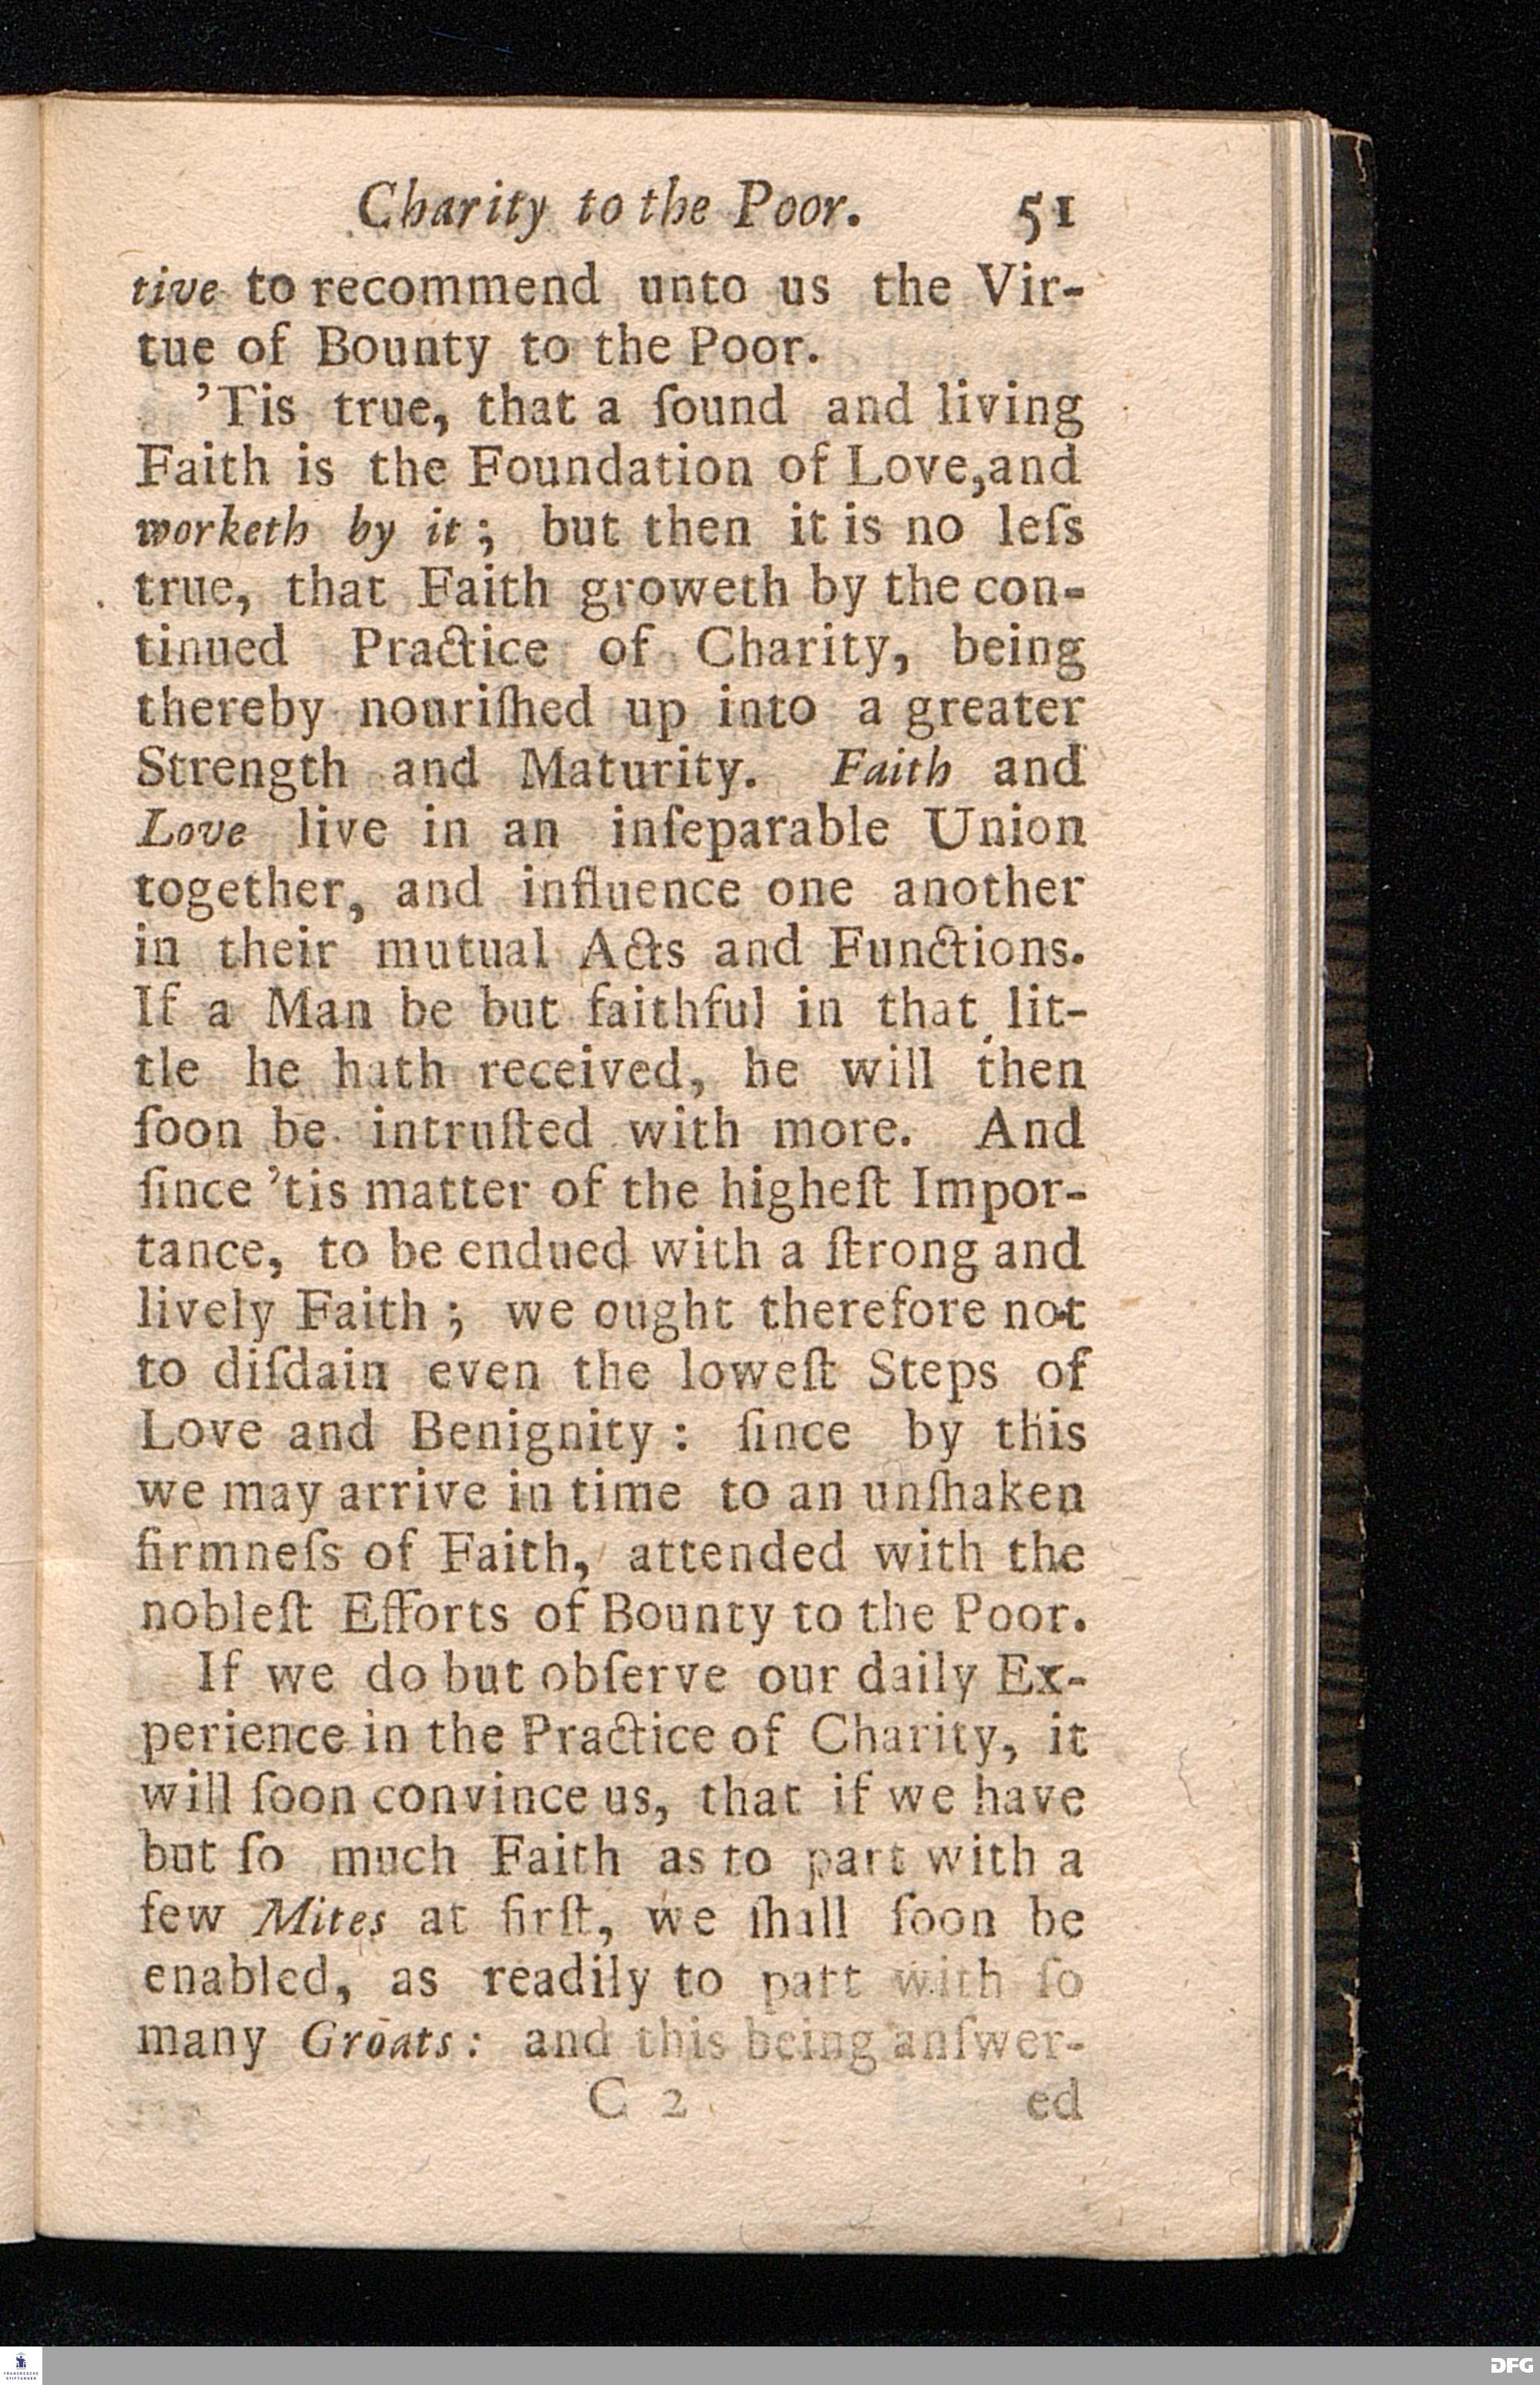 Charity to the Poor. 51
tive to recommend unto us the Vir-
tue of Bounty to the Poor.
’Tis true, that a ſound and living
Faith is the Foundation of Love,and
worketh by it; but then it is no leſs
true, that Faith groweth by the con-
tinued Practice of Charity, being
thereby nouriſhed up into a greater
Strength and Maturity. Faith and
Love live in an inſeparable Union
together, and influence one another
in their mutual Acts and Functions.
If a Man be but faithful in that lit-
tle he hath received, he will then
ſoon be intruſted with more. And
ſince ’tis matter of the higheſt Impor-
tance, to be endued with a ſtrong and
lively Faith; we ought therefore not
to diſdain even the loweſt Steps of
Love and Benignity: ſince by this
we may arrive in time to an unſhaken
firmneſs of Faith, attended with the
nobleſt Efforts of Bounty to the Poor.
If we do but obſerve our daily Ex-
perience in the Practice of Charity, it
will ſoon convince us, that if we have
but ſo much Faith as to part with a
few Mites at firſt, we ſhall ſoon be
enabled, as readily to part with ſo
many Groats: and this being anſwer-
C 2 ed
FRANCKESCHE
STIFTUNGEN
DFG